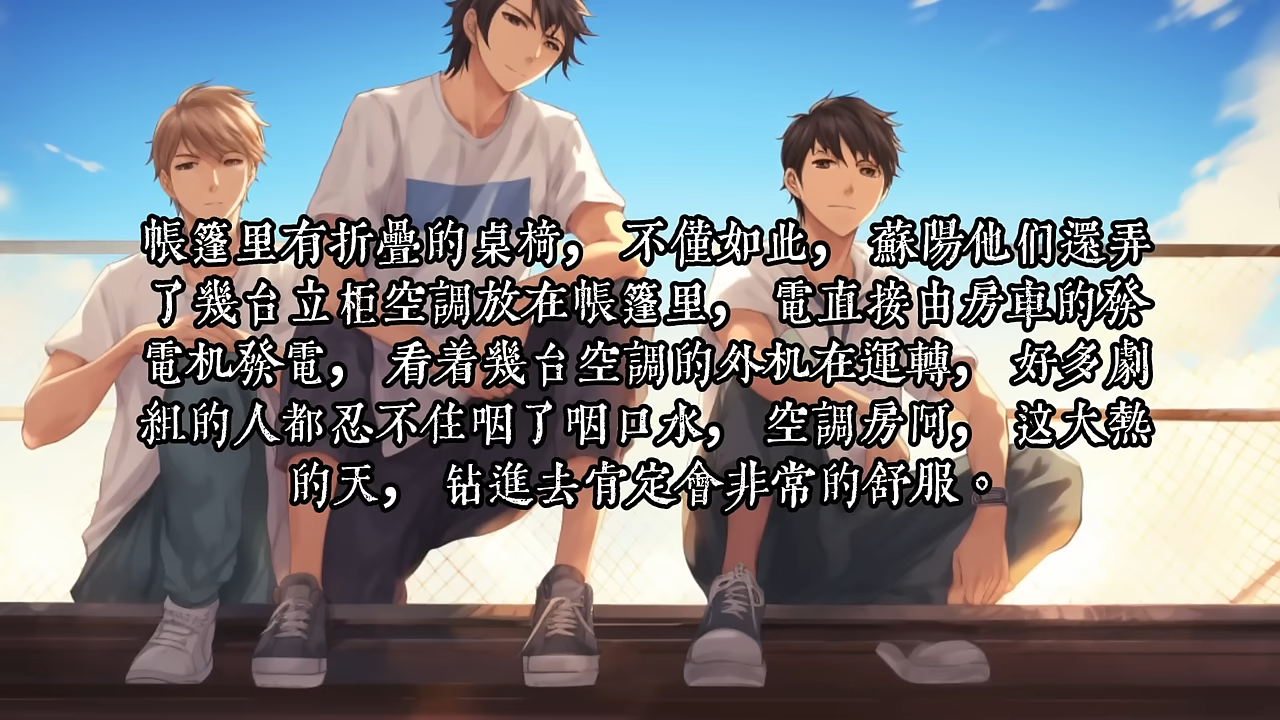 帳篷里有折疊的桌椅， 不僅如此， 蘇陽他们還弄
了幾台立柜空調放在帳篷里， 電直接由房車的發
電机發電， 看着幾台空調的外机在運轉， 好多劇
組的人都忍不住咽了咽口水， 空調房阿， 这大熱
的天， 钻進去肯定會非常的舒服。